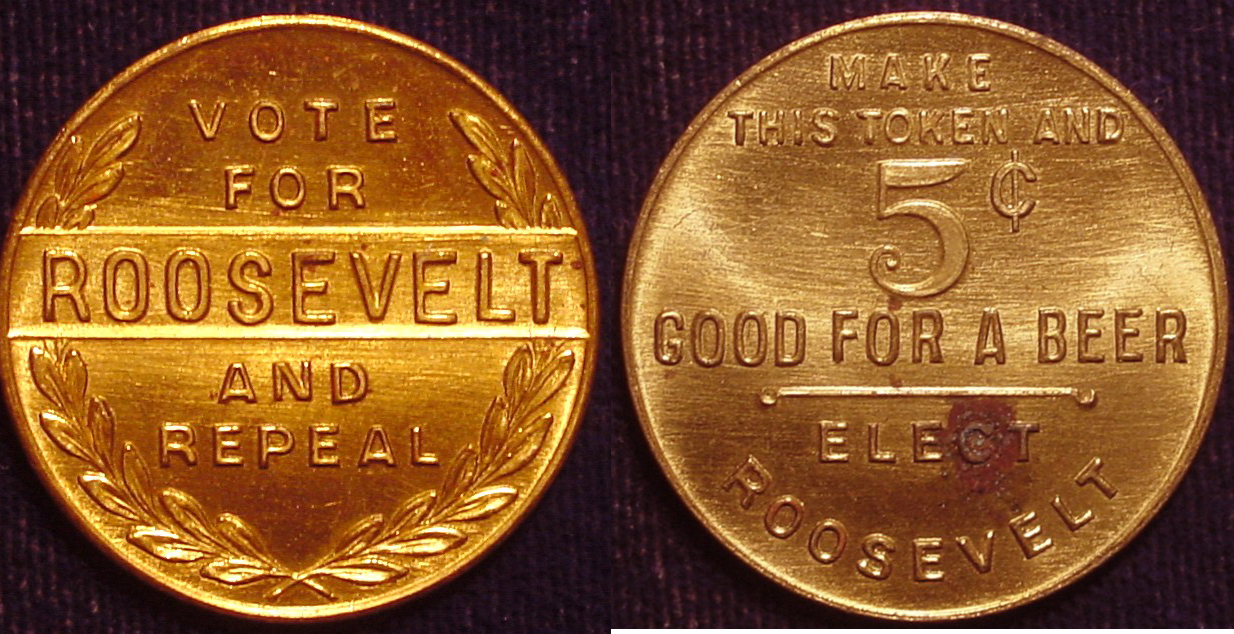 VOTE
FOR
ROOSEVELT
AND
REPEAL
MAKE
THIS TOKEN AND
5¢
GOOD FOR A BEER
ELECT
ROOSEVELT